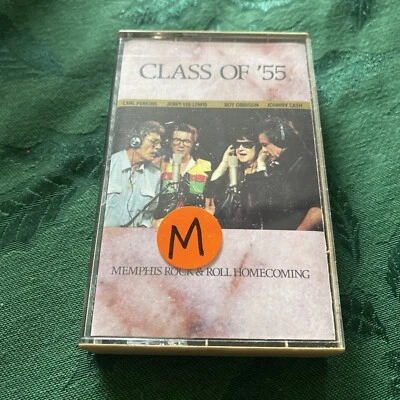 CLASS OF '55
CARL PERKINS JERRY LEE LEWIS ROY ORBISON JOHNNY CASH
M
MEMPHIS ROCK & ROLL HOMECOMING